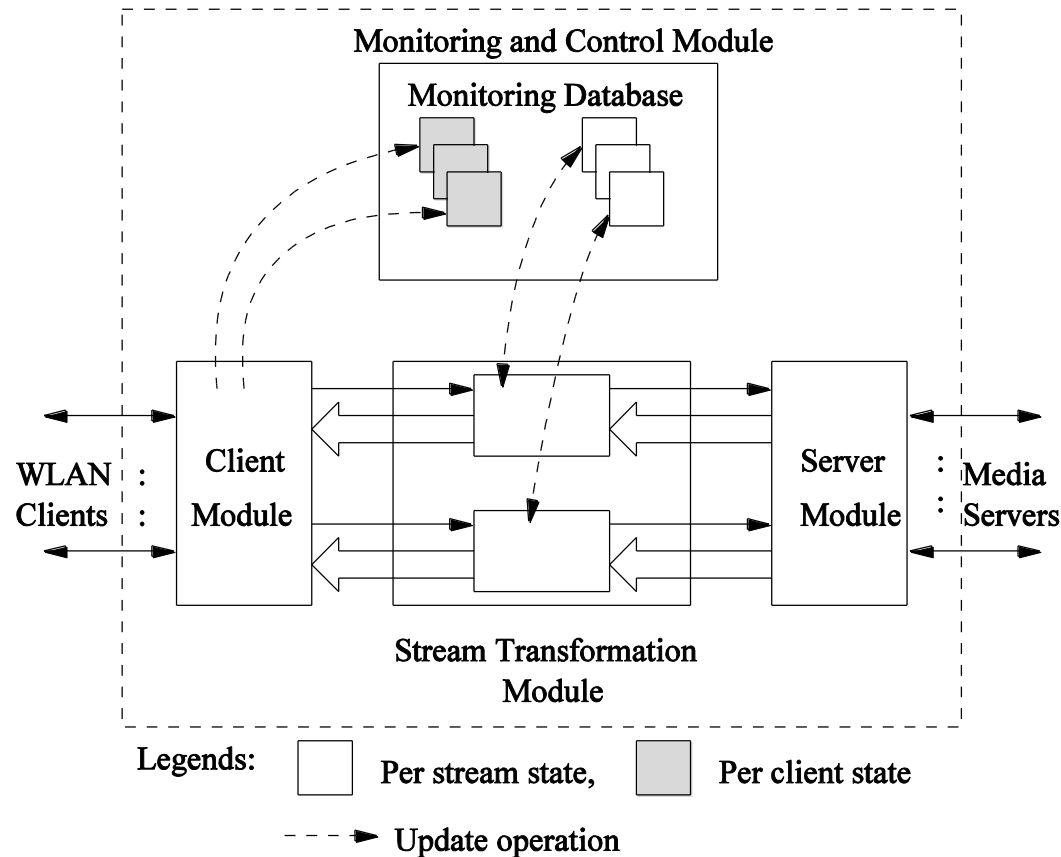 Monitoring and Control Module
Monitoring Database
WLAN :
Clients :
Client
Module
Server
Module
: Media
: Servers
Stream Transformation
Module
Legends:
Per stream state,
Per client state
Update operation